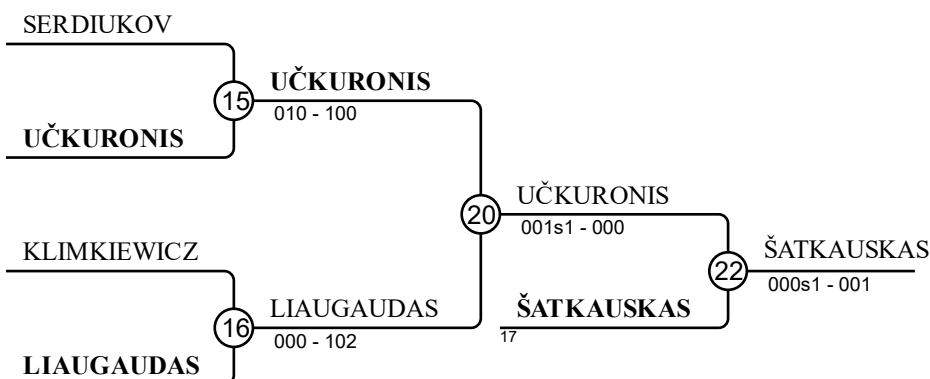 SERDIUKOV
15
UČKURONIS
010 - 100
UČKURONIS
20
UČKURONIS
001s1 - 000
KLIMKIEWICZ
22
ŠATKAUSKAS
000s1 - 001
16
LIAUGAUDAS
000 - 102
ŠATKAUSKAS
17
LIAUGAUDAS